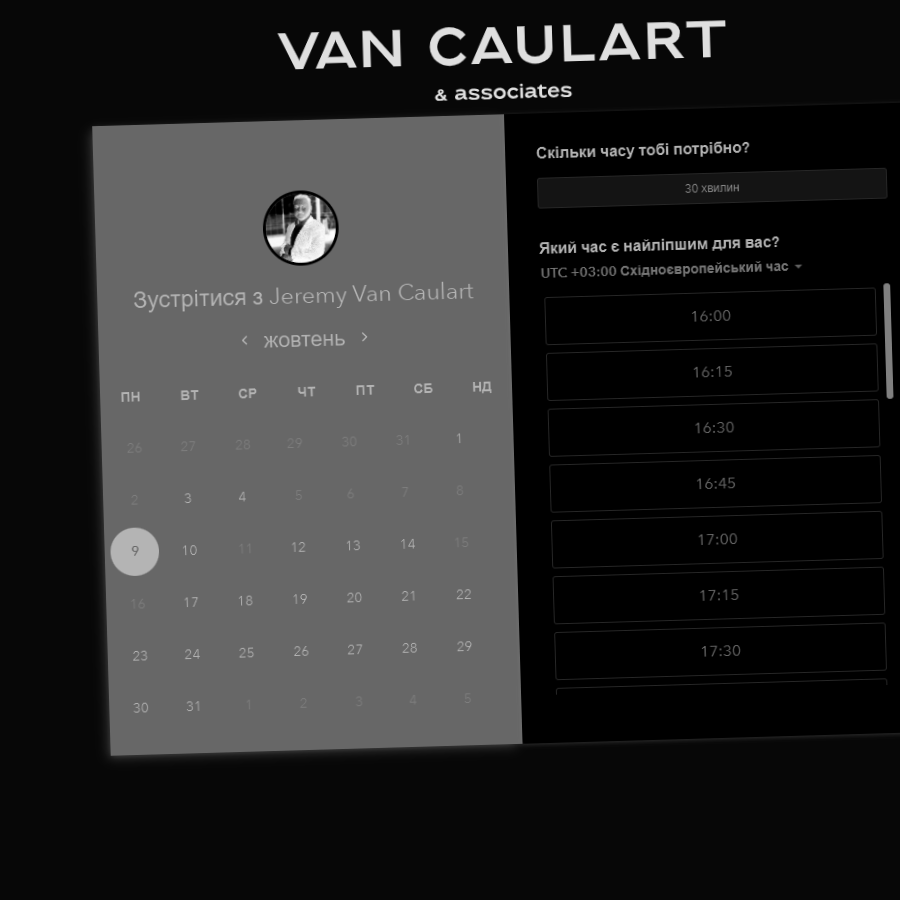 VAN CAULART
& associates
Зустрітися з Jeremy Van Caulart
жовтень
ПН ВТ СР ЧТ ПТ СБ НД
26 27 28 29 30 31 1
2 3 4 5 6 7 8
9 10 11 12 13 14 15
16 17 18 19 20 21 22
23 24 25 26 27 28 29
30 31 1 2 3 4 5
Скільки часу тобі потрібно?
30 хвилин
Який час є найліпшим для вас?
UTC +03:00 Східноєвропейський час
16:00
16:15
16:30
16:45
17:00
17:15
17:30